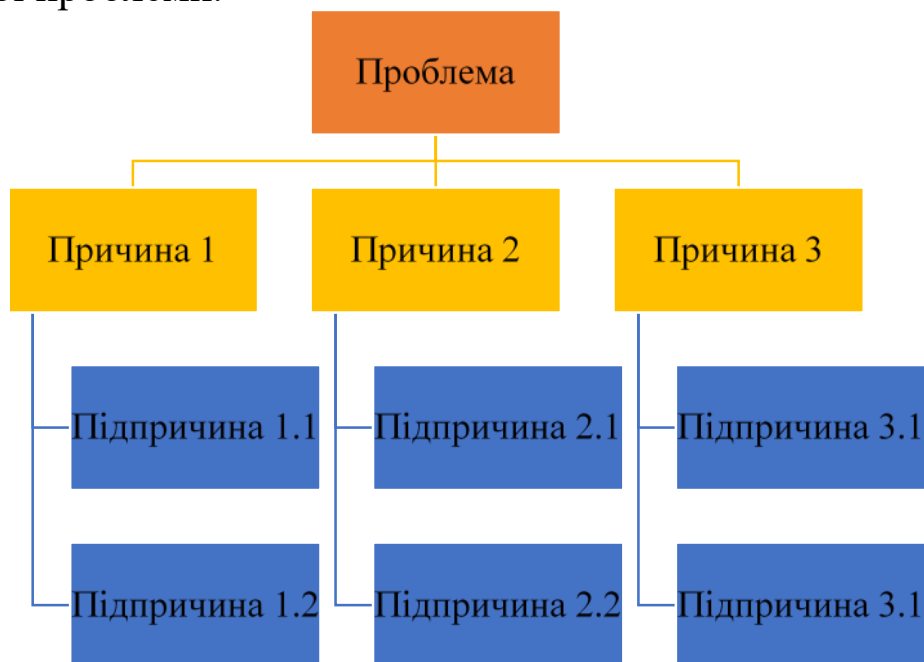 Проблема
Причина 1
Причина 2
Причина 3
Підпричина 1.1
Підпричина 2.1
Підпричина 3.1
Підпричина 1.2
Підпричина 2.2
Підпричина 3.1